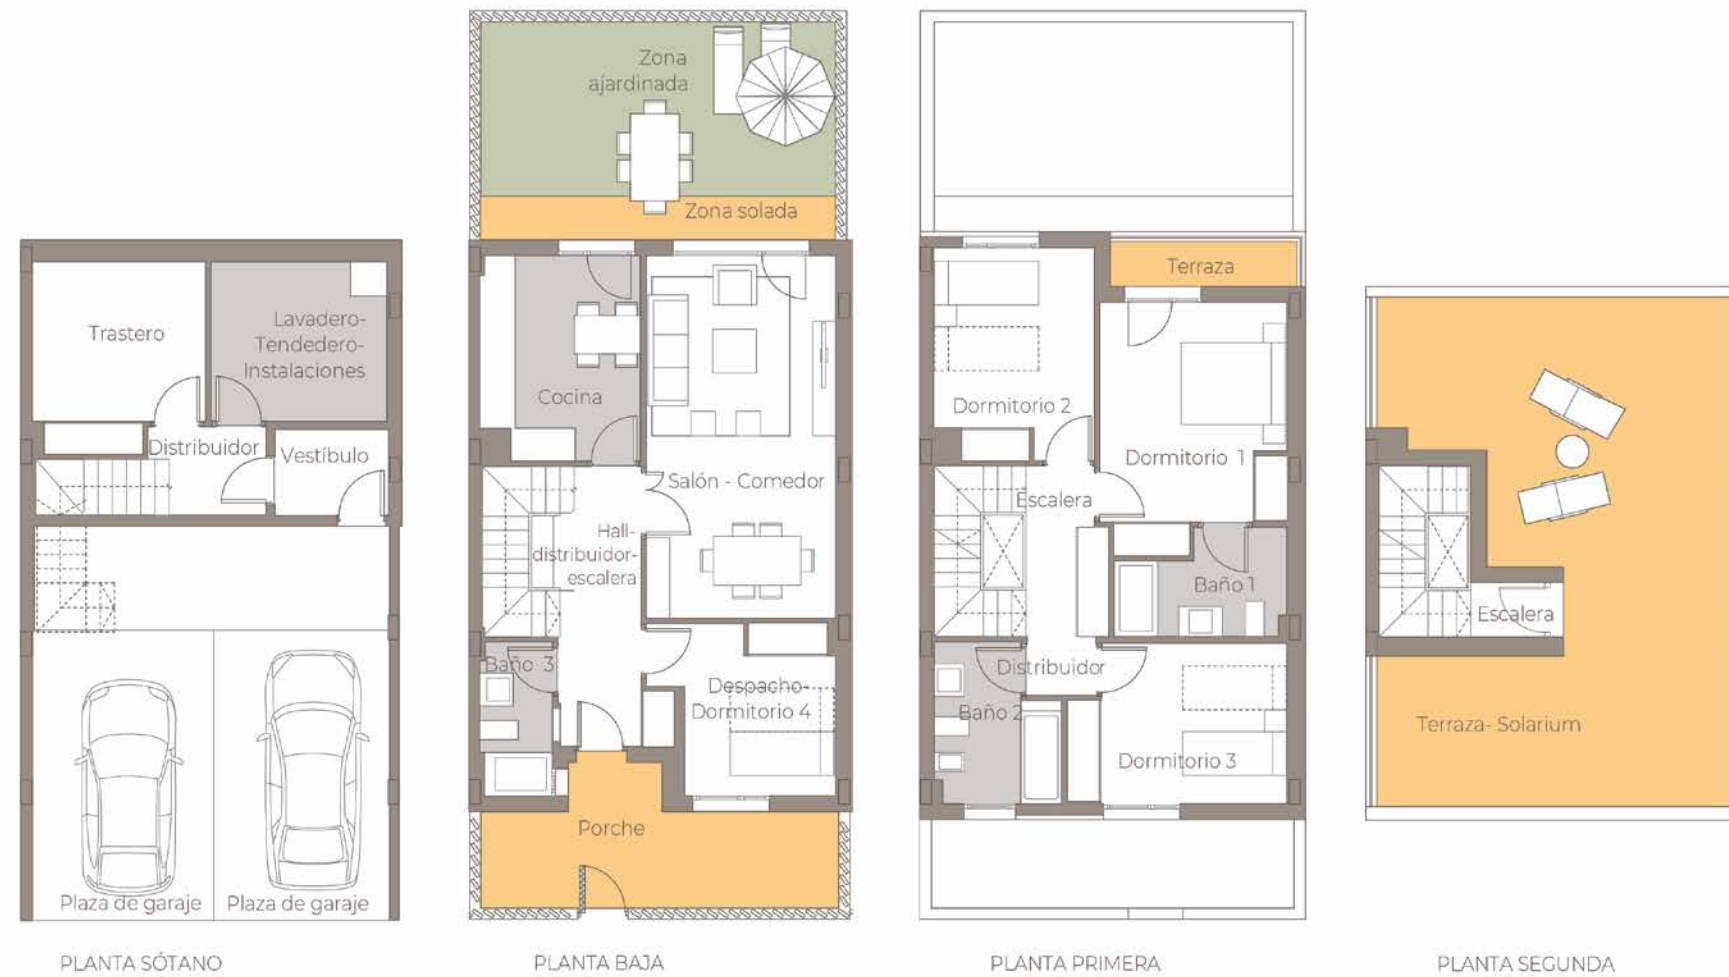 Trastero
Lavadero-
Tendedero-
Instalaciones
Distribuidor
Vestíbulo
Plaza de garaje
Plaza de garaje
PLANTA SÓTANO
Zona
ajardinada
Zona solada
Cocina
Salón - Comedor
Hall-
distribuidor-
escalera
Baño 3
Despacho-
Dormitorio 4
Porche
PLANTA BAJA
Terraza
Dormitorio 2
Dormitorio 1
Escalera
Baño 1
Distribuidor
Baño 2
Dormitorio 3
PLANTA PRIMERA
Escalera
Terraza- Solarium
PLANTA SEGUNDA